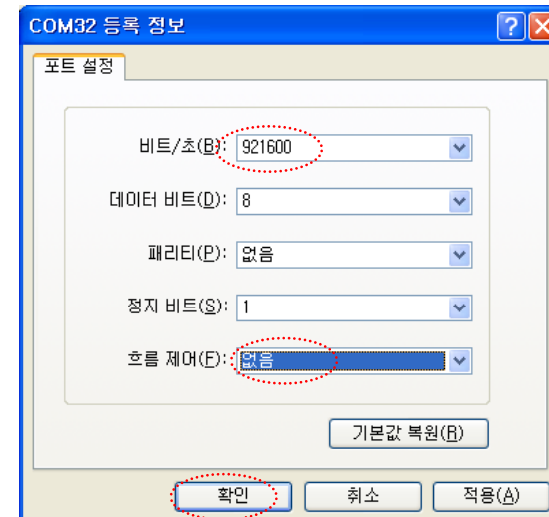 COM32 등록 정보
포트 설정
비트/초(B): 921600
데이터 비트(D): 8
패리티(P): 없음
정지 비트(S): 1
흐름 제어(F): 없음
기본값 복원(R)
확인 취소 적용(A)